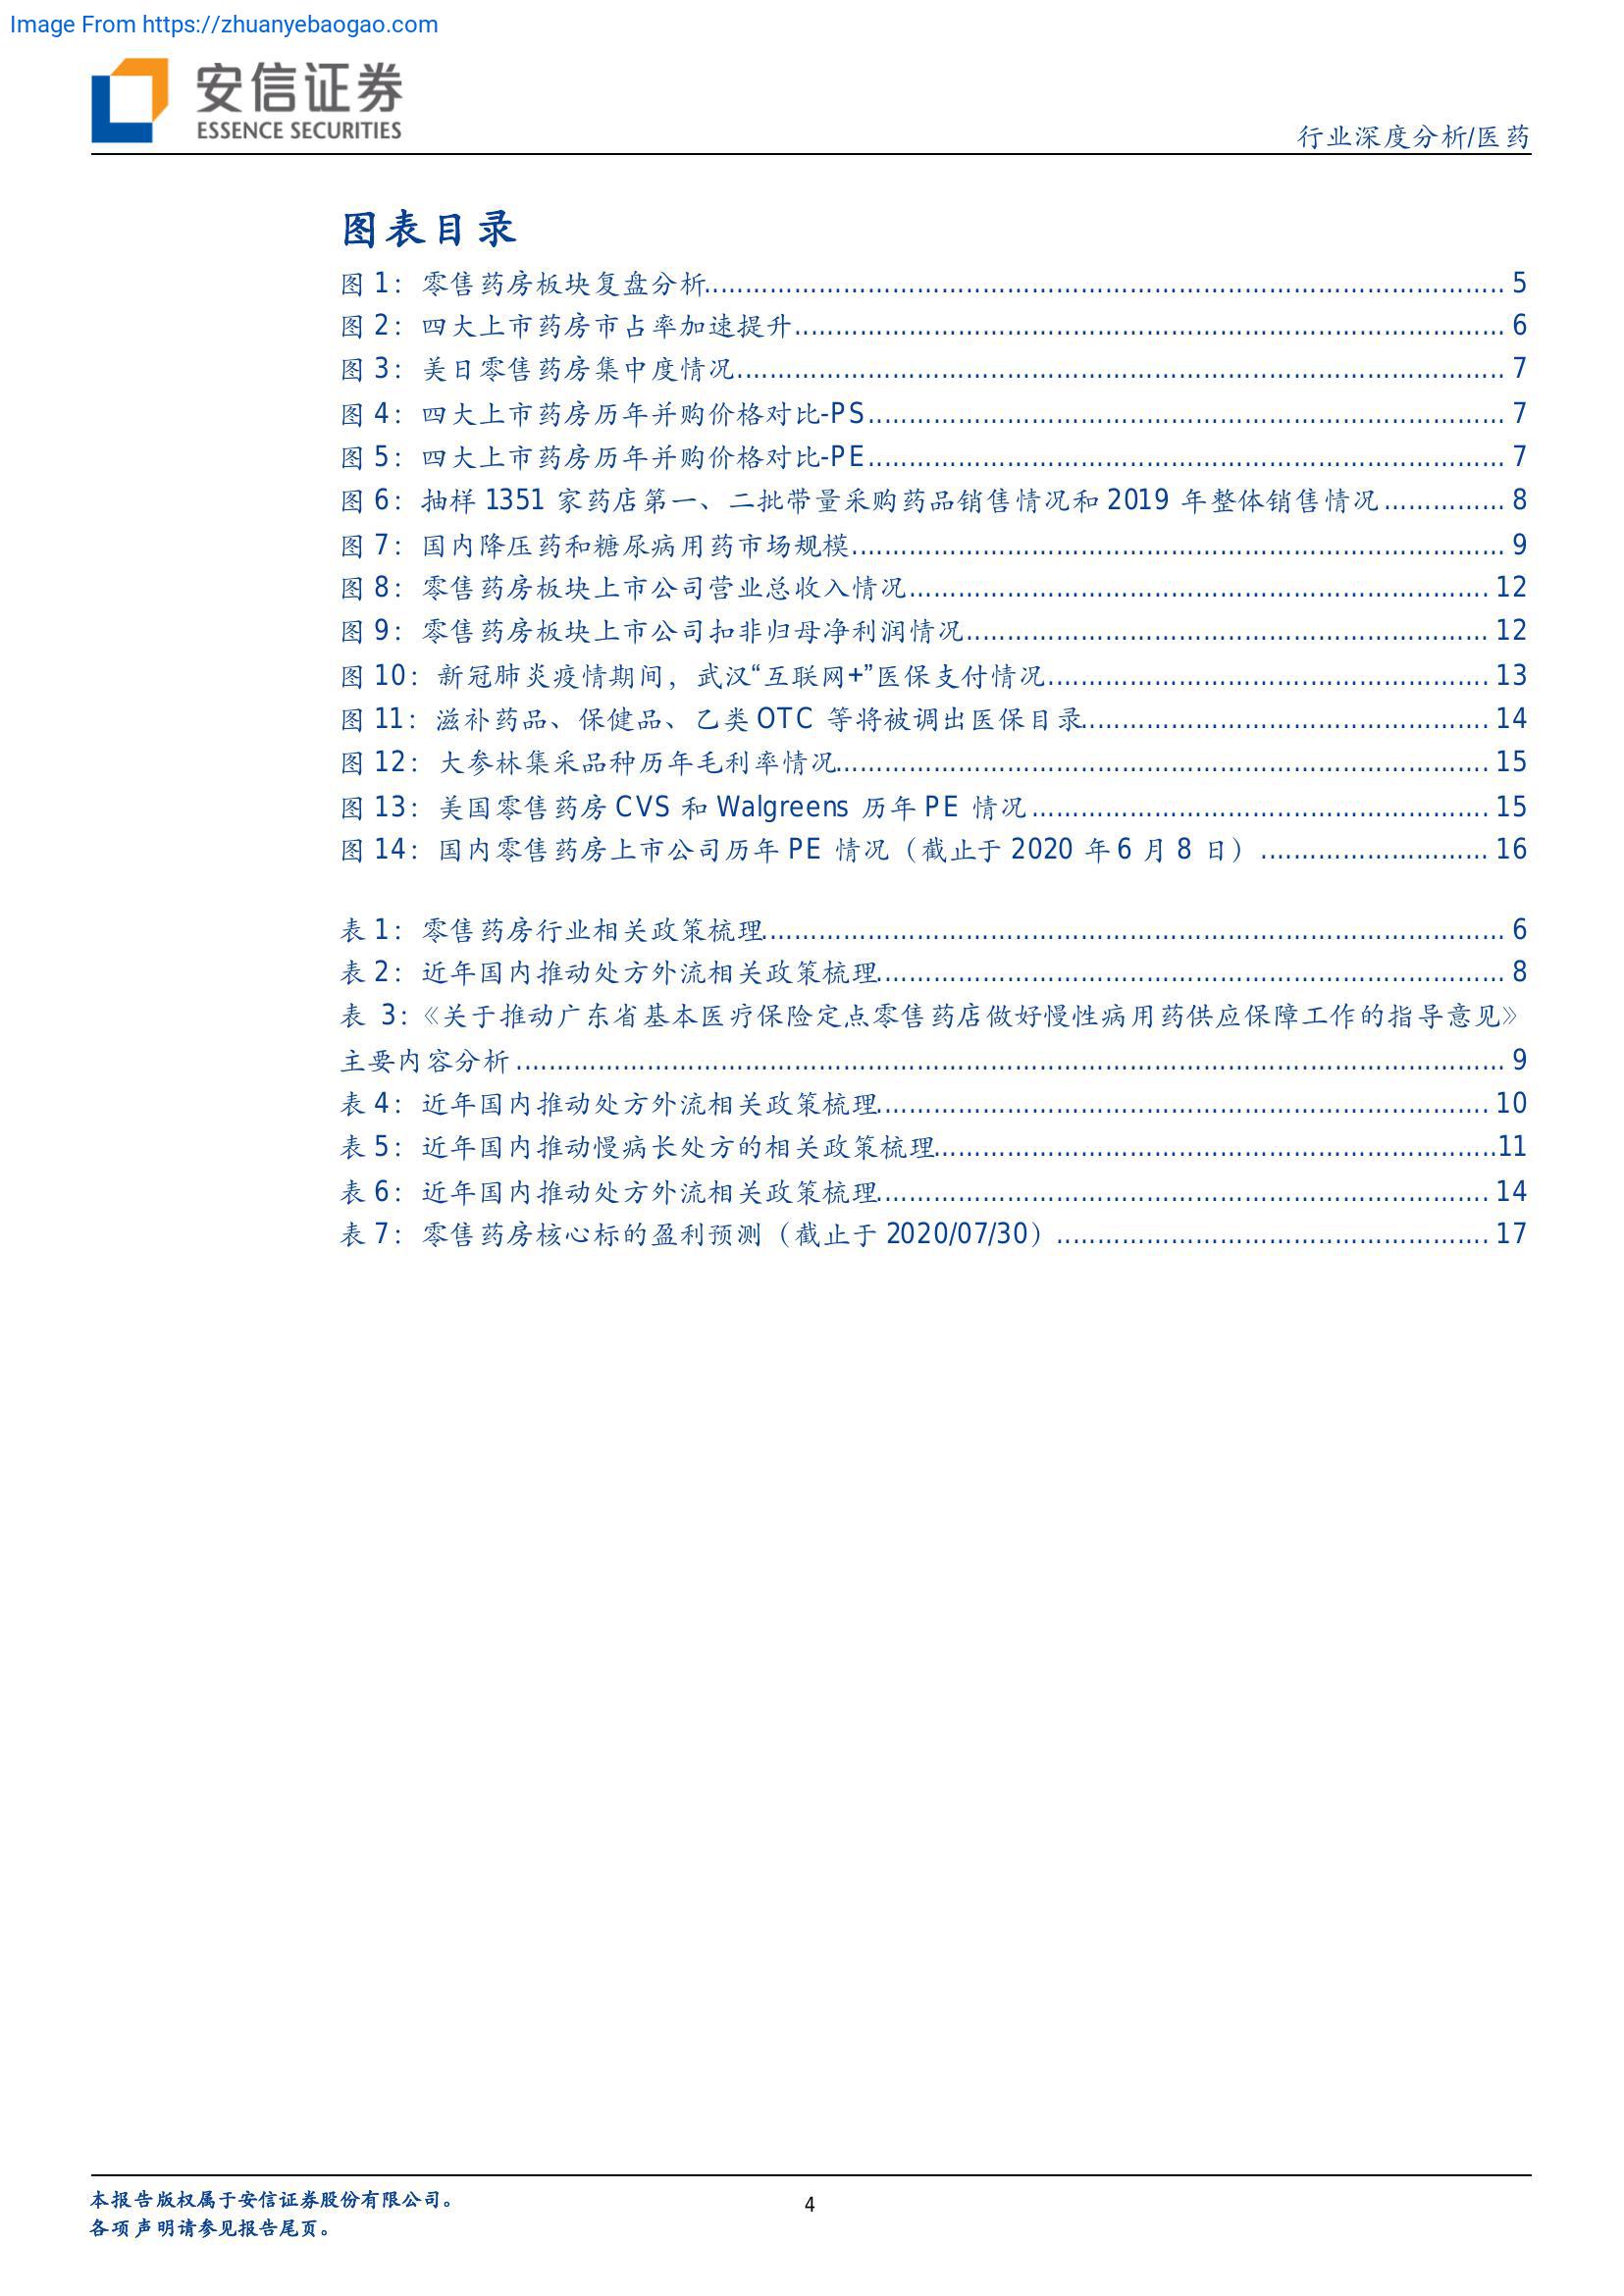 Image From https://zhuanyebaogao.com
安信证券
ESSENCE SECURITIES
行业深度分析/医药
图表目录
图 1：零售药房板块复盘分析 5
图 2：四大上市药房市占率加速提升 6
图 3：美日零售药房集中度情况 7
图 4：四大上市药房历年并购价格对比-PS 7
图 5：四大上市药房历年并购价格对比-PE 7
图 6：抽样 1351 家药店第一、二批带量采购药品销售情况和 2019 年整体销售情况 8
图 7：国内降压药和糖尿病用药市场规模 9
图 8：零售药房板块上市公司营业总收入情况 12
图 9：零售药房板块上市公司扣非归母净利润情况 12
图 10：新冠肺炎疫情期间，武汉“互联网+”医保支付情况 13
图 11：滋补药品、保健品、乙类 OTC 等将被调出医保目录 14
图 12：大参林集采品种历年毛利率情况 15
图 13：美国零售药房 CVS 和 Walgreens 历年 PE 情况 15
图 14：国内零售药房上市公司历年 PE 情况（截止于 2020 年 6 月 8 日） 16
表 1：零售药房行业相关政策梳理 6
表 2：近年国内推动处方外流相关政策梳理 8
表 3：《关于推动广东省基本医疗保险定点零售药店做好慢性病用药供应保障工作的指导意见》
主要内容分析 9
表 4：近年国内推动处方外流相关政策梳理 10
表 5：近年国内推动慢病长处方的相关政策梳理 11
表 6：近年国内推动处方外流相关政策梳理 14
表 7：零售药房核心标的盈利预测（截止于 2020/07/30） 17
本报告版权属于安信证券股份有限公司。
各项声明请参见报告尾页。
4